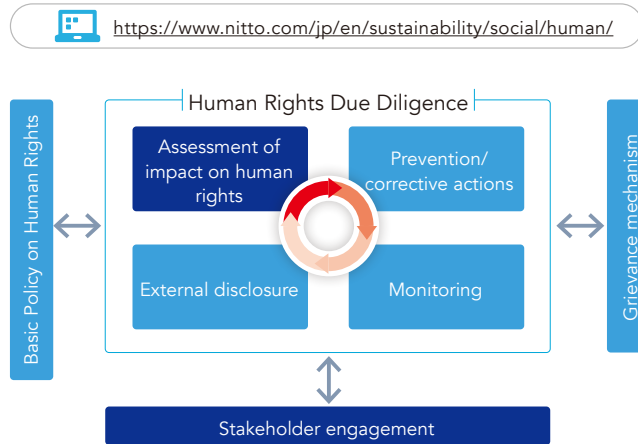 https://www.nitto.com/jp/en/sustainability/social/human/
Human Rights Due Diligence
Basic Policy on Human Rights
Assessment of
impact on human
rights
Prevention/
corrective actions
External disclosure
Monitoring
Grievance mechanism
Stakeholder engagement